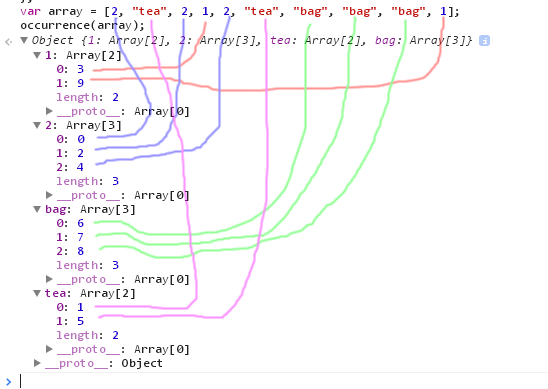 var array = [2, "tea", 2, 1, 2, "tea", "bag", "bag", "bag", 1];
occurrence(array);
Object {1: Array[2], 2: Array[3], tea: Array[2], bag: Array[3]}
1: Array[2]
0: 3
1: 9
length: 2
__proto__: Array[0]
2: Array[3]
0: 0
1: 2
2: 4
length: 3
__proto__: Array[0]
bag: Array[3]
0: 6
1: 7
2: 8
length: 3
__proto__: Array[0]
tea: Array[2]
0: 1
1: 5
length: 2
__proto__: Array[0]
__proto__: Object